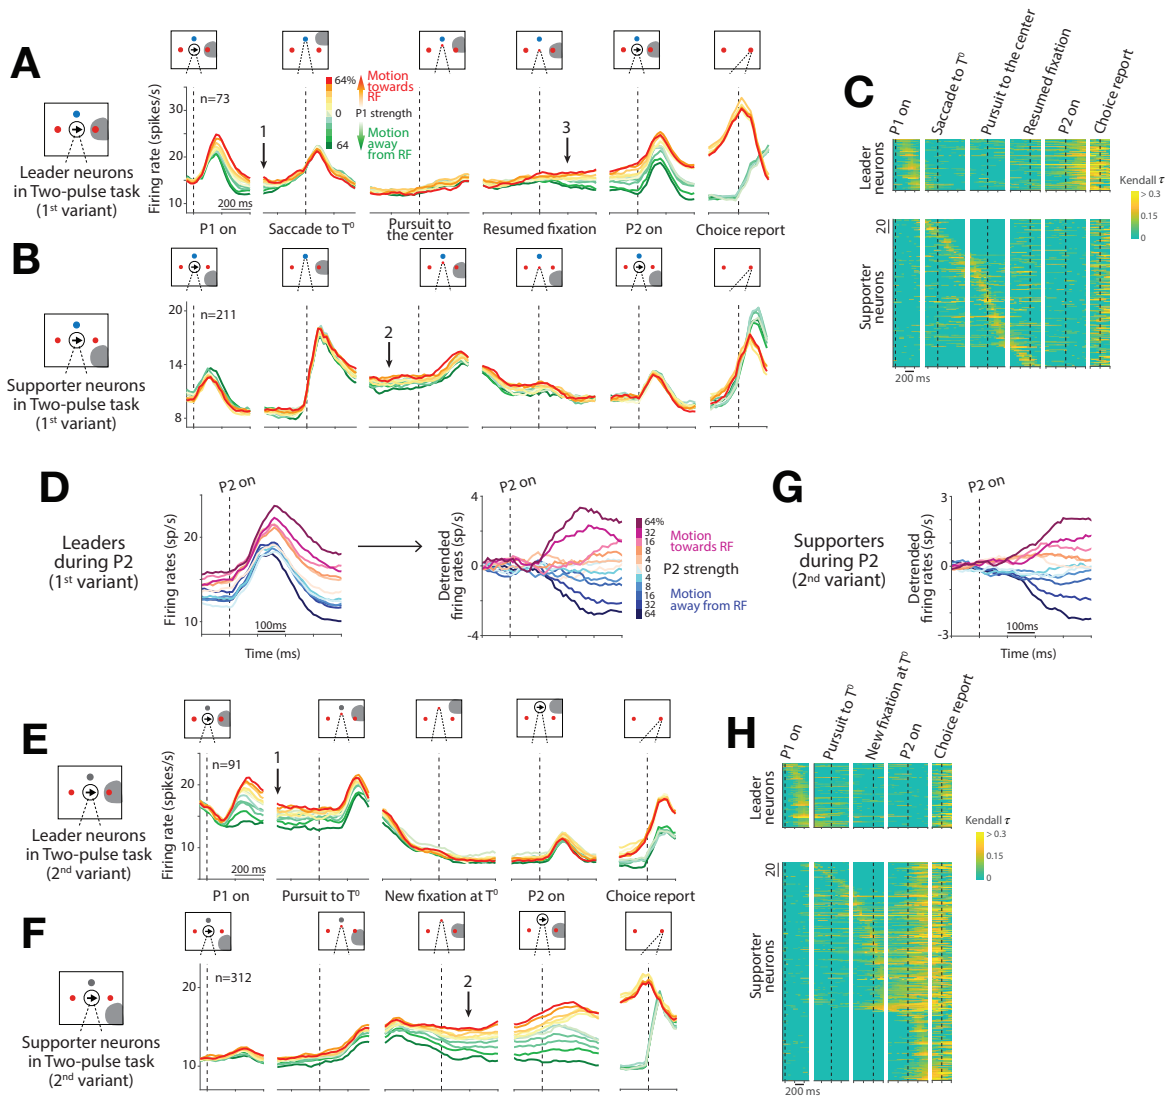 A
Leader neurons
in Two-pulse task
(1st variant)
Firing rate (spikes/s)
30
20
10
n=73
1
64%
0
64
Motion
towards
RF
P1 strength
Motion
away
from RF
3
200 ms
P1 on
Saccade to T⁰
Pursuit to
the center
Resumed fixation
P2 on
Choice report
B
Supporter neurons
in Two-pulse task
(1st variant)
20
14
8
n=211
2
C
P1 on
Saccade to T⁰
Pursuit to the center
Resumed fixation
P2 on
Choice report
Leader
neurons
20
Supporter
neurons
Kendall τ
> 0.3
0.15
0
200 ms
D
Leaders
during P2
(1st variant)
P2 on
Firing rates (sp/s)
20
10
100ms
Time (ms)
P2 on
Detrended
firing rates (sp/s)
4
0
-4
64%
32
16
8
4
0
4
8
16
32
64
Motion
towards RF
P2 strength
Motion
away from RF
G
Supporters
during P2
(2nd variant)
P2 on
Detrended
firing rates (sp/s)
3
0
-3
100ms
Time (ms)
E
Leader neurons
in Two-pulse task
(2nd variant)
Firing rate (spikes/s)
20
10
n=91
1
200 ms
P1 on
Pursuit to T⁰
New fixation at T⁰
P2 on
Choice report
F
Supporter neurons
in Two-pulse task
(2nd variant)
20
10
n=312
2
H
P1 on
Pursuit to T⁰
New fixation at T⁰
P2 on
Choice report
Leader
neurons
20
Supporter
neurons
Kendall τ
> 0.3
0.15
0
200 ms